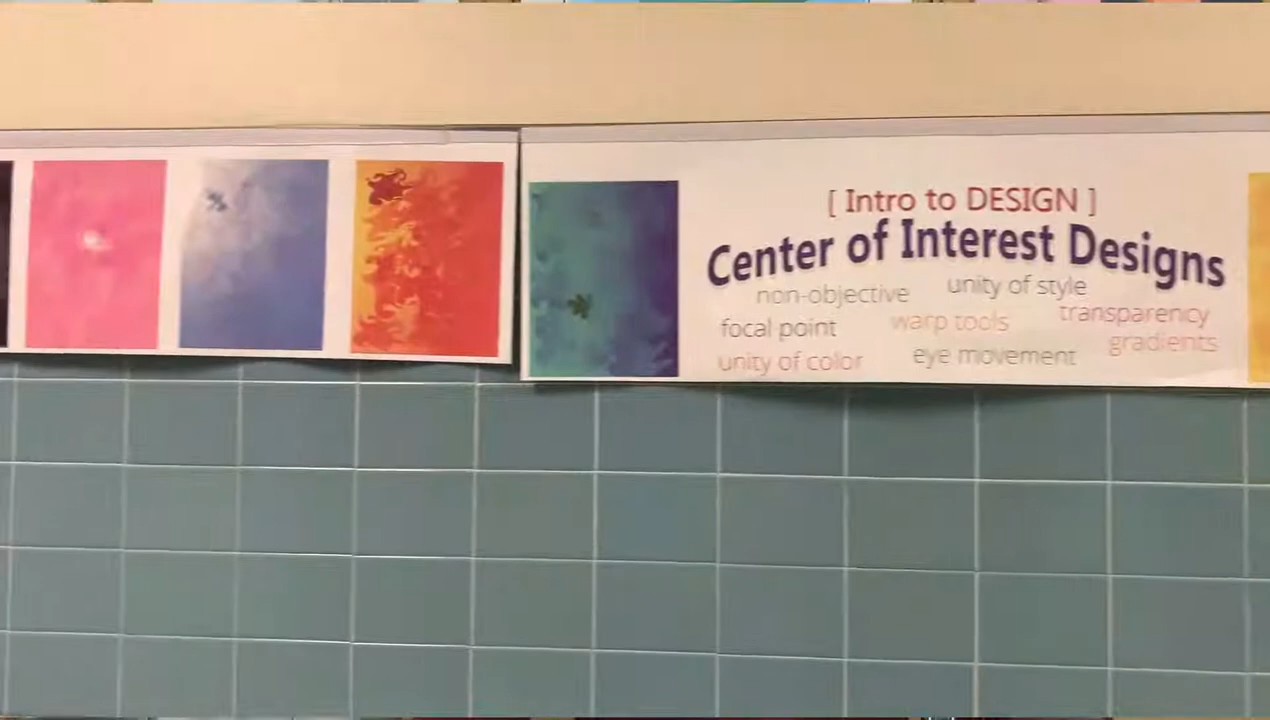 [ Intro to DESIGN ]
Center of Interest Designs
non-objective unity of style
focal point warp tools transparency
unity of color eye movement gradients